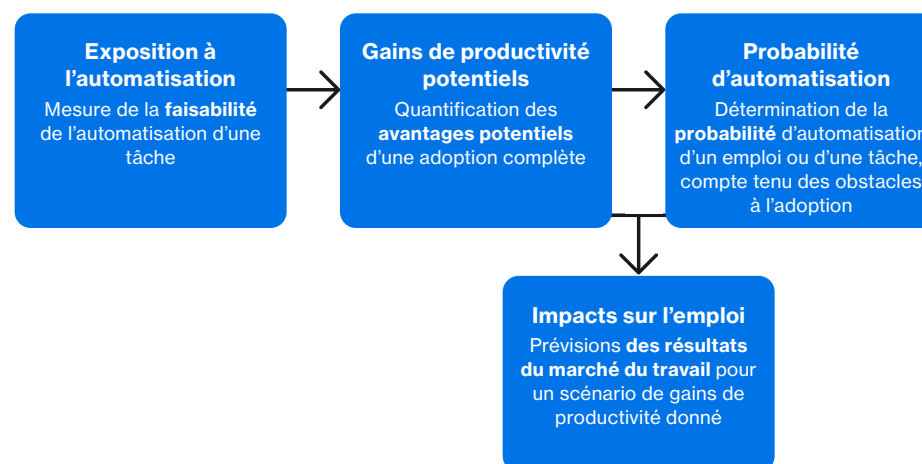 Exposition à
l’automatisation
Mesure de la faisabilité
de l’automatisation d’une
tâche
Gains de productivité
potentiels
Quantification des
avantages potentiels
d’une adoption complète
Probabilité
d’automatisation
Détermination de la
probabilité d’automatisation
d’un emploi ou d’une tâche,
compte tenu des obstacles
à l’adoption
Impacts sur l’emploi
Prévisions des résultats
du marché du travail pour
un scénario de gains de
productivité donné